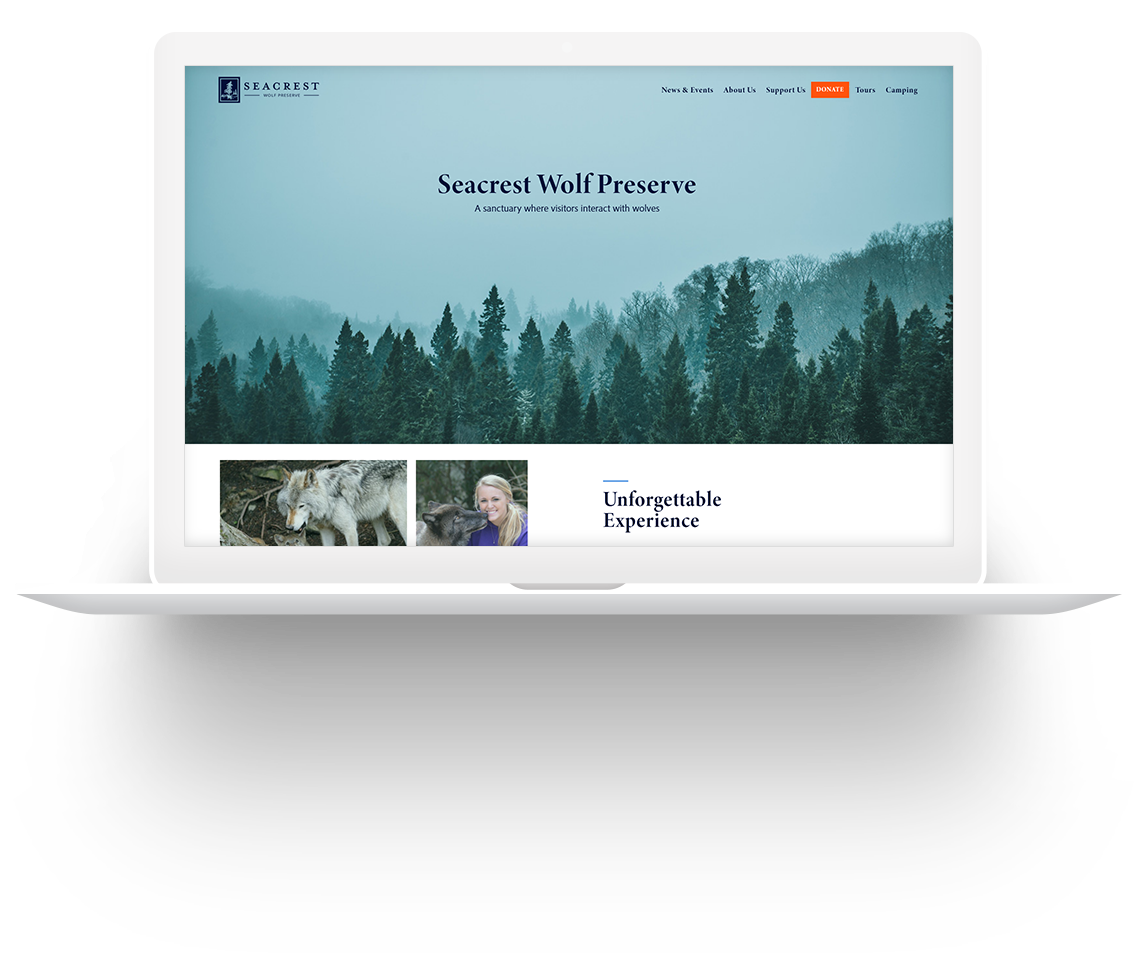 SEACREST
WOLF PRESERVE
News & Events About Us Support Us DONATE Tours Camping
Seacrest Wolf Preserve
A sanctuary where visitors interact with wolves
Unforgettable
Experience